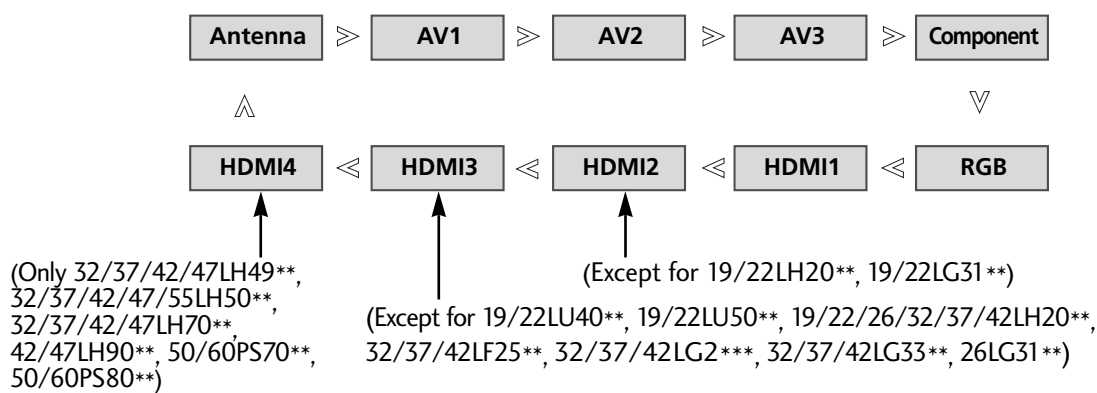 Antenna AV1 AV2 AV3 Component
HDMI4 HDMI3 HDMI2 HDMI1 RGB
(Only 32/37/42/47LH49**,
32/37/42/47/55LH50**,
32/37/42/47LH70**,
42/47LH90**, 50/60PS70**,
50/60PS80**)
(Except for 19/22LH20**, 19/22LG31**)
(Except for 19/22LU40**, 19/22LU50**, 19/22/26/32/37/42LH20**,
32/37/42LF25**, 32/37/42LG2***, 32/37/42LG33**, 26LG31**)